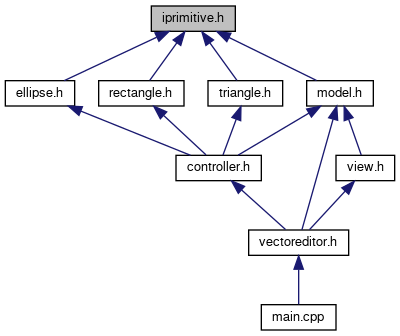 iprimitive.h
ellipse.h
rectangle.h
triangle.h
model.h
controller.h
view.h
vectoreditor.h
main.cpp